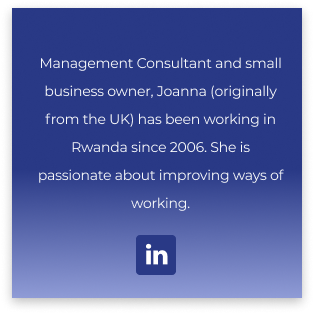 Management Consultant and small
business owner, Joanna (originally
from the UK) has been working in
Rwanda since 2006. She is
passionate about improving ways of
working.
in